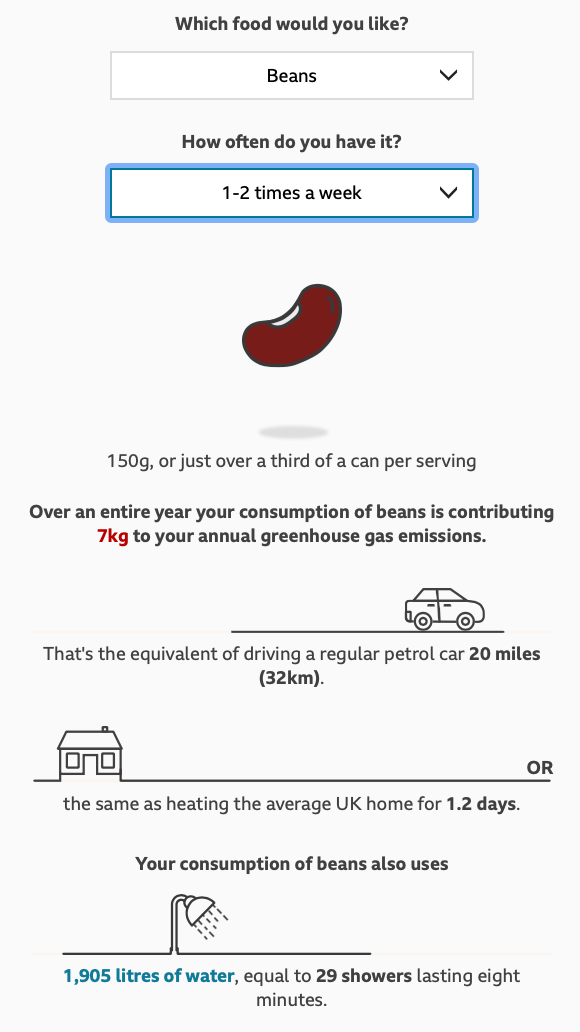 Which food would you like?
Beans
How often do you have it?
1-2 times a week
150g, or just over a third of a can per serving
Over an entire year your consumption of beans is contributing
7kg to your annual greenhouse gas emissions.
That's the equivalent of driving a regular petrol car 20 miles
(32km).
OR
the same as heating the average UK home for 1.2 days.
Your consumption of beans also uses
1,905 litres of water, equal to 29 showers lasting eight
minutes.